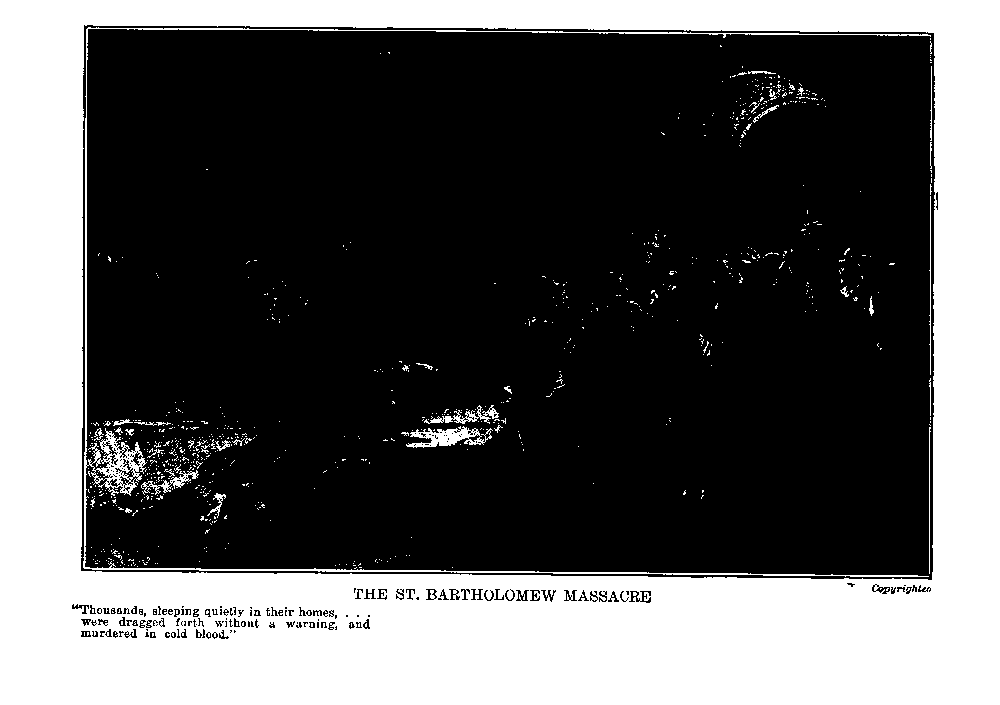 THE ST. BARTHOLOMEW MASSACRE
Copyrighted
"Thousands, sleeping quietly in their homes, . . .
were dragged forth without a warning, and
murdered in cold blood."